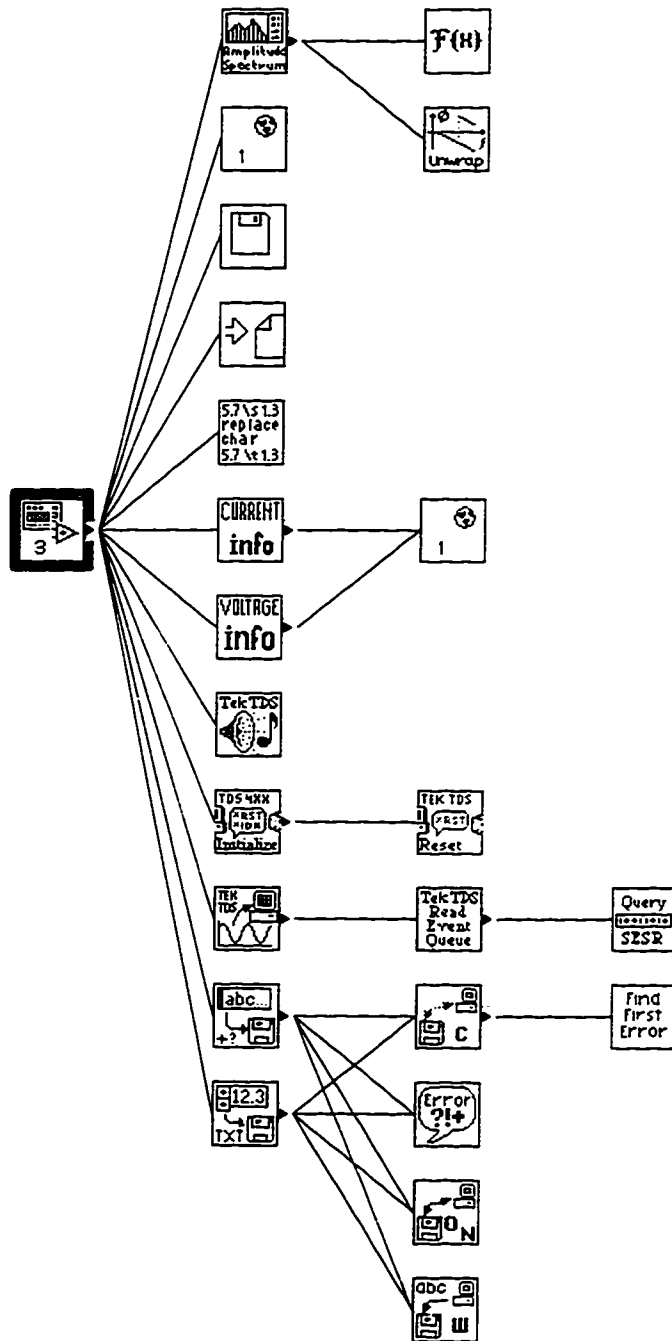 Amplitude
Spectrum
F{H}
Ø
f
Unwrap
1
5.7 \s 1.3
replace
char
5.7 \t 1.3
3
CURRENT
info
1
VOLTAGE
info
Tek TDS
TDS 4XX
Initialize
TEK TDS
Reset
TEK
TDS
Tek TDS
Read
Event
Queue
Query
SESR
abc...
+?
C
Find
First
Error
12.3
TXT
Error
?!+
O N
abc
W